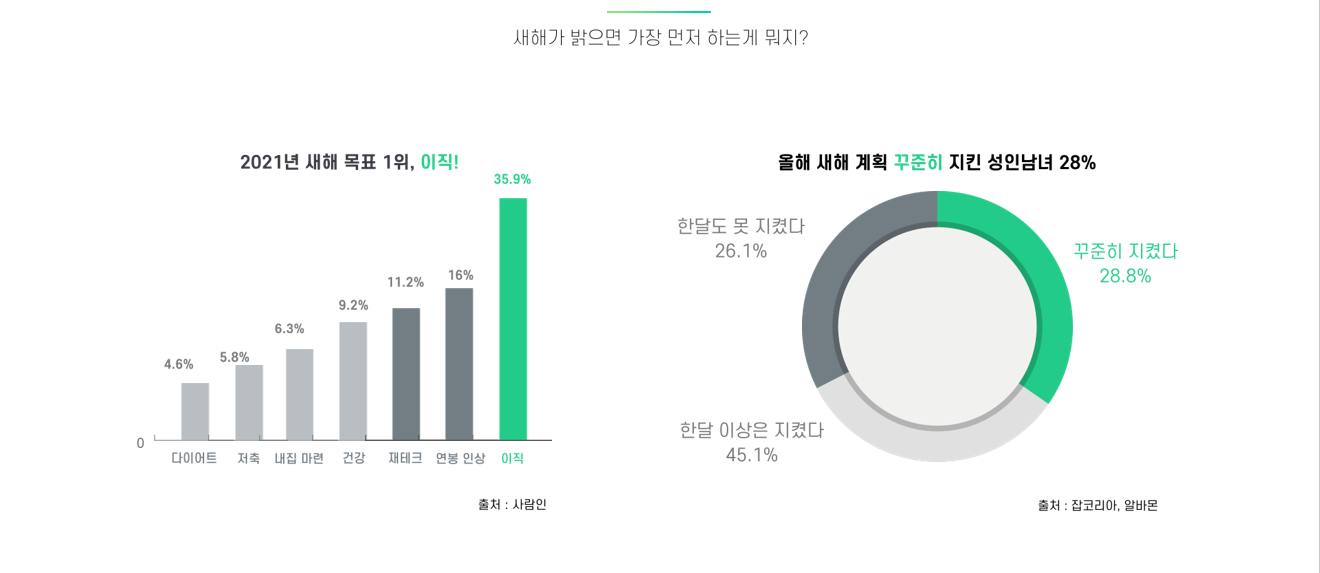 새해가 밝으면 가장 먼저 하는게 뭐지?
2021년 새해 목표 1위, 이직!
35.9%
16%
11.2%
9.2%
6.3%
5.8%
4.6%
0
다이어트 저축 내집 마련 건강 재테크 연봉 인상 이직
출처 : 사람인
올해 새해 계획 꾸준히 지킨 성인남녀 28%
한달도 못 지켰다
26.1%
꾸준히 지켰다
28.8%
한달 이상은 지켰다
45.1%
출처 : 잡코리아, 알바몬